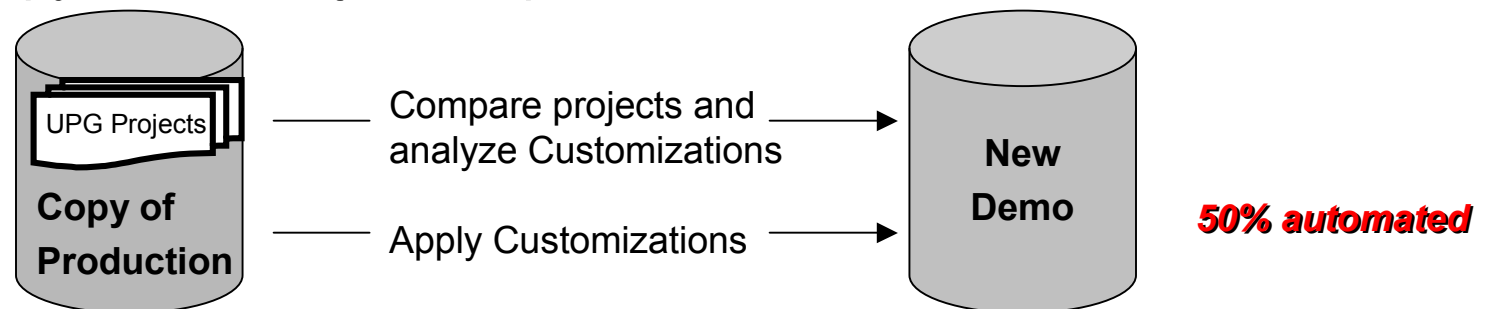 UPG Projects
Copy of
Production
Compare projects and
analyze Customizations
Apply Customizations
New
Demo
50% automated